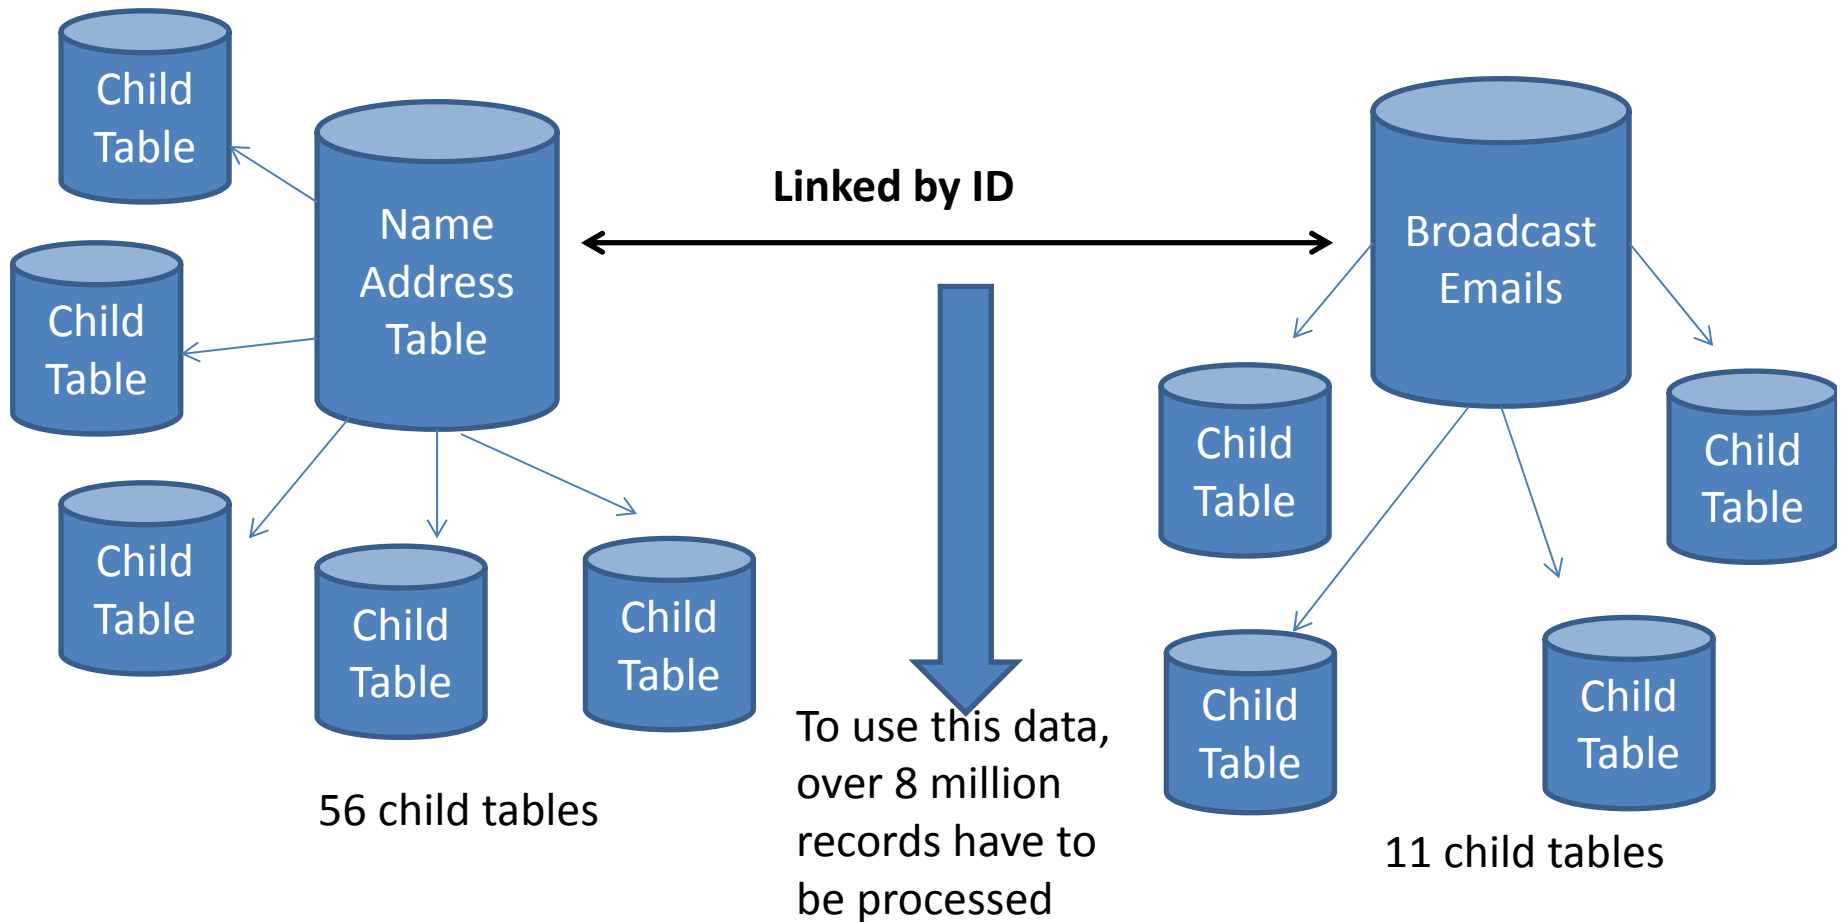 Child
Table
Name
Address
Table
Child
Table
Child
Table
Child
Table
Child
Table
56 child tables
Linked by ID
To use this data,
over 8 million
records have to
be processed
Broadcast
Emails
Child
Table
Child
Table
Child
Table
Child
Table
11 child tables